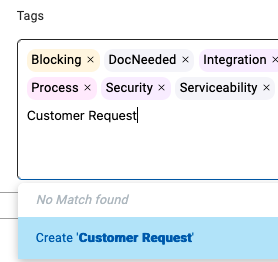 Tags
Blocking × DocNeeded × Integration ×
Process × Security × Serviceability ×
Customer Request
No Match found
Create 'Customer Request'